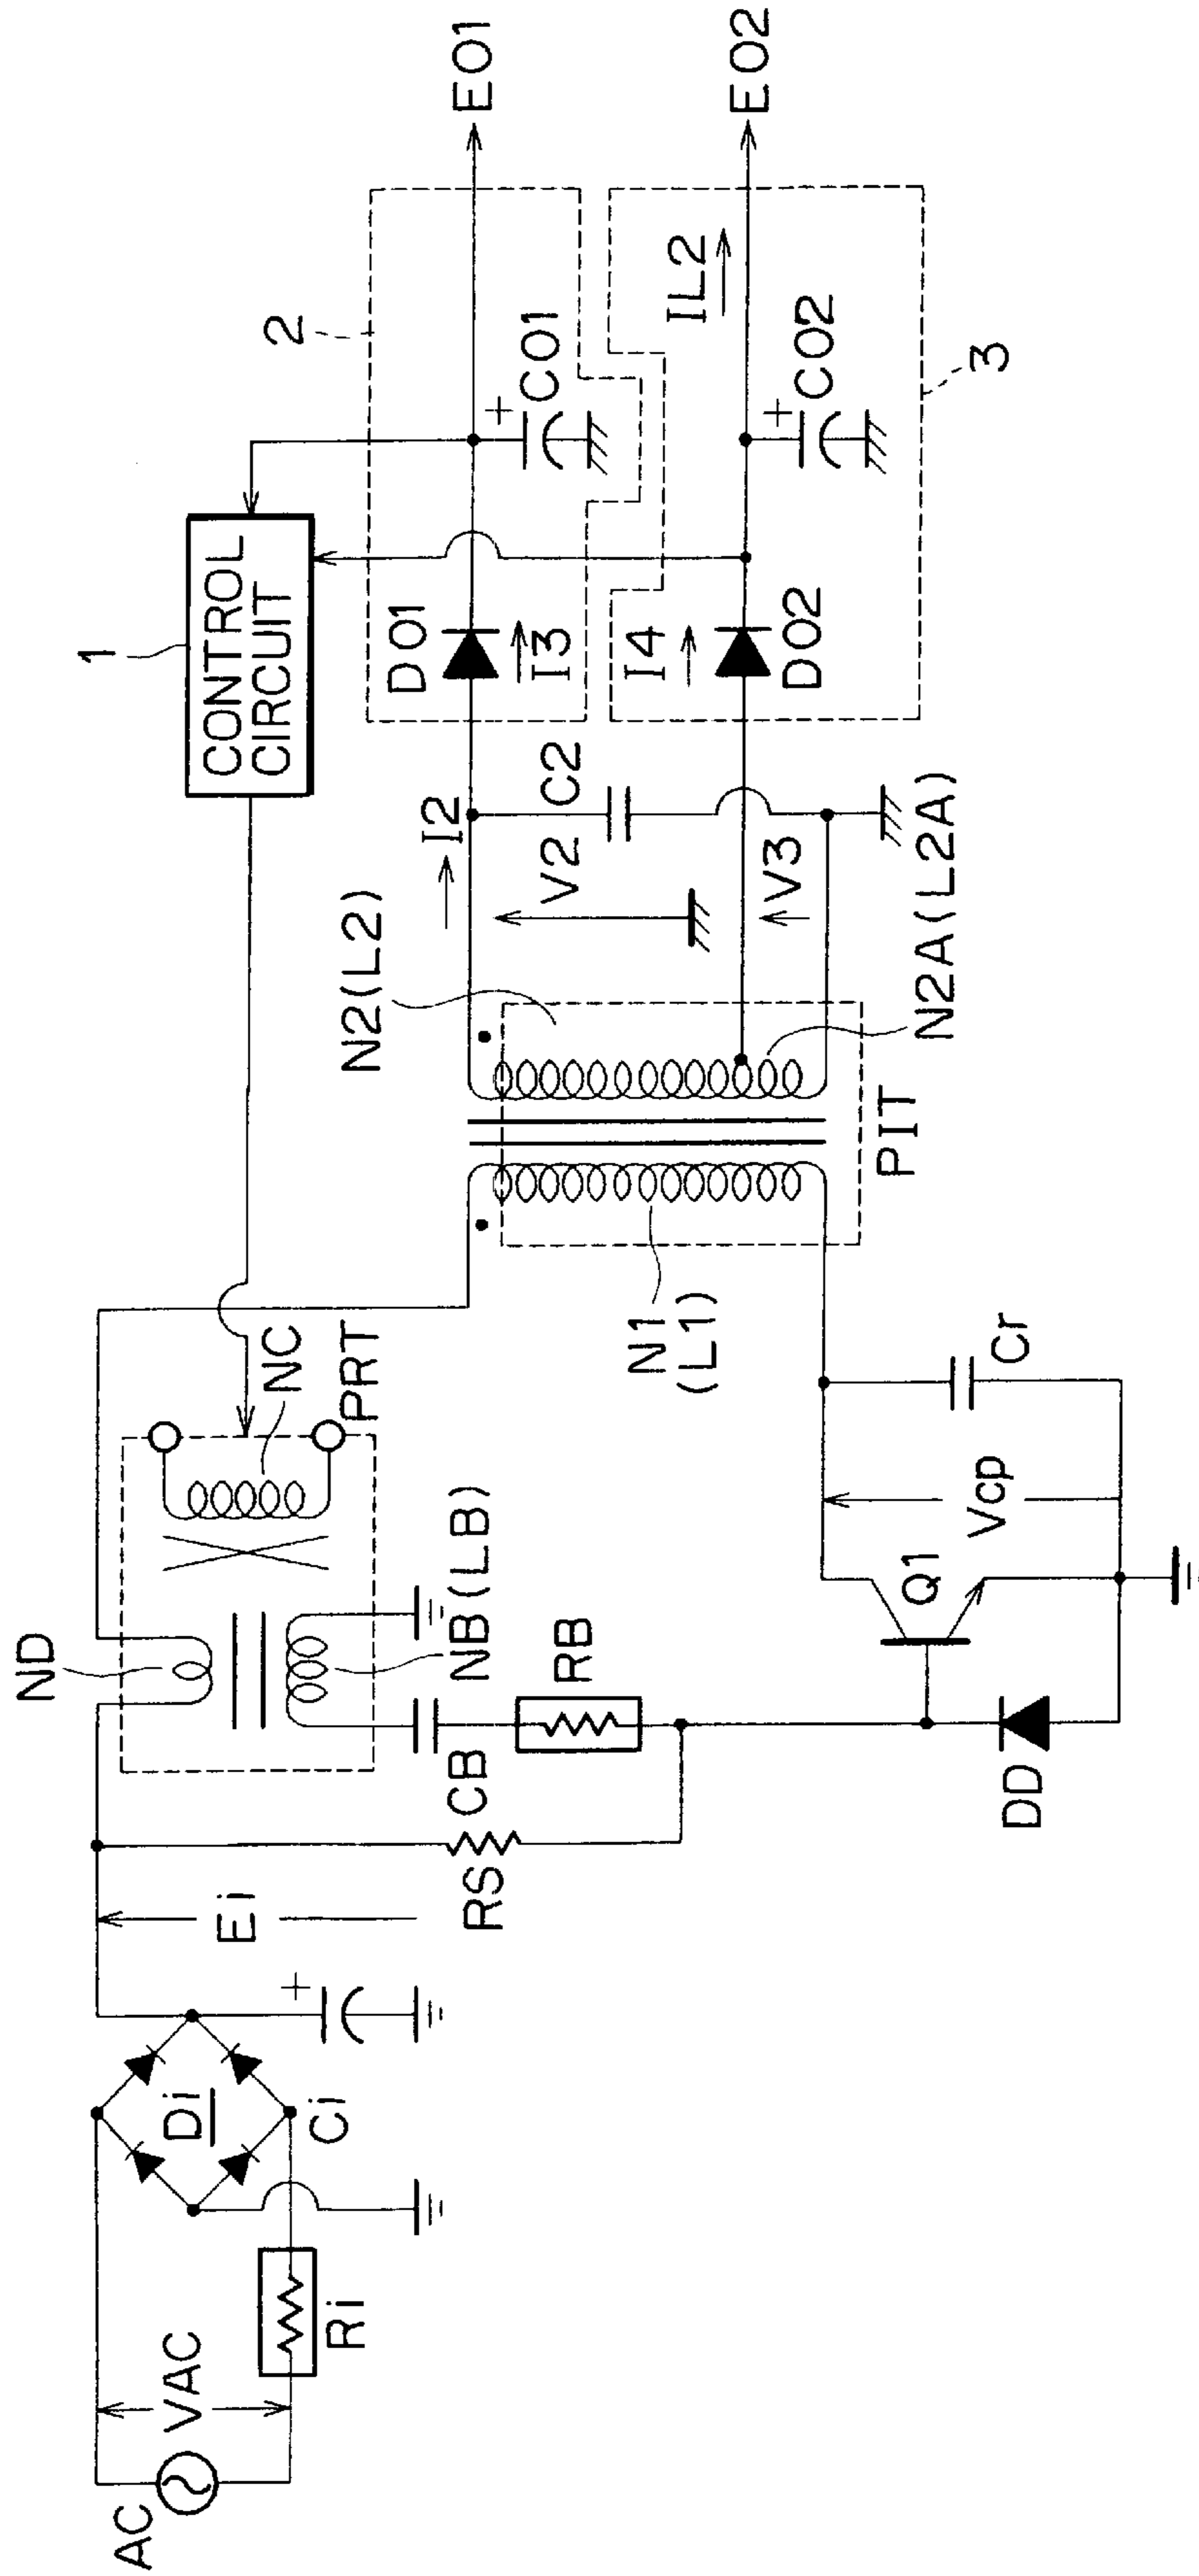 AC
VAC
Ri
Di
Ci
Ei
RS
ND
CB
NB(LB)
RB
NC
PRT
DD
Q1
Vcp
Cr
N1
(L1)
PIT
N2(L2)
N2A(L2A)
I2
V2
C2
V3
1
CONTROL
CIRCUIT
2
DO1
I3
+
CO1
EO1
I4
DO2
IL2
+
CO2
EO2
3
+